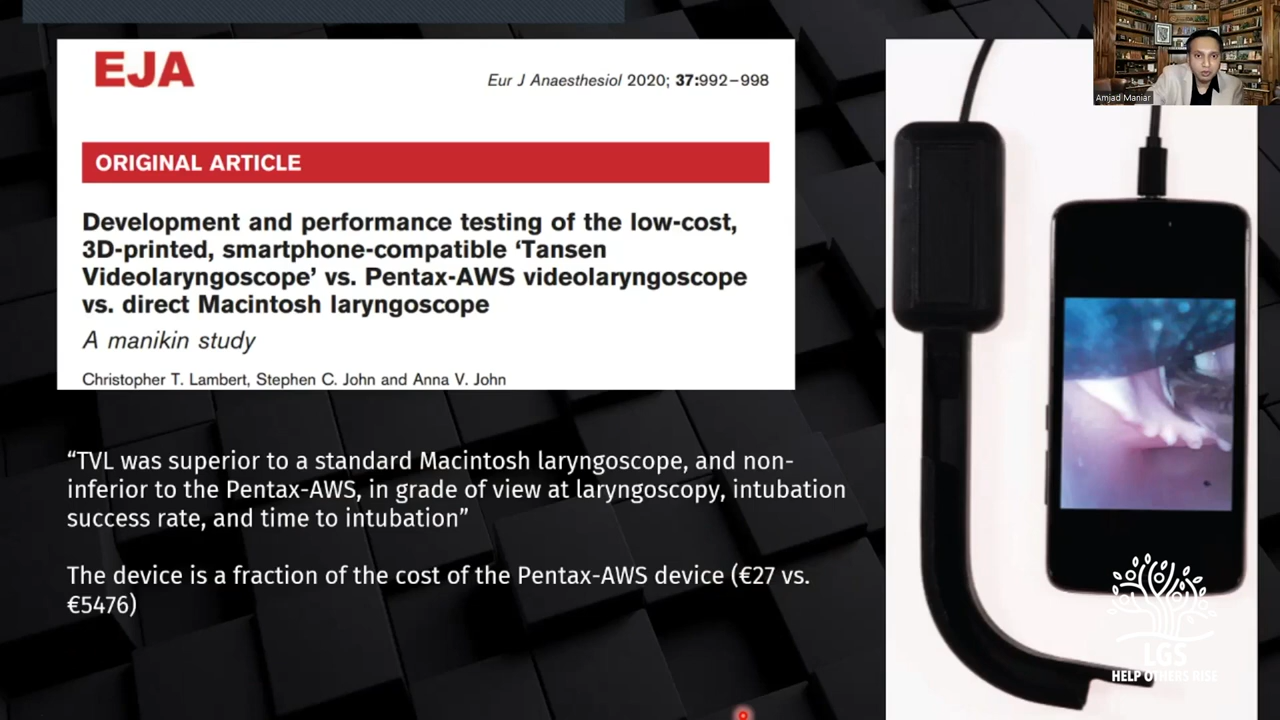 EJA
Eur J Anaesthesiol 2020; 37:992–998
ORIGINAL ARTICLE
Development and performance testing of the low-cost,
3D-printed, smartphone-compatible ‘Tansen
Videolaryngoscope’ vs. Pentax-AWS videolaryngoscope
vs. direct Macintosh laryngoscope
A manikin study
Christopher T. Lambert, Stephen C. John and Anna V. John
“TVL was superior to a standard Macintosh laryngoscope, and non-
inferior to the Pentax-AWS, in grade of view at laryngoscopy, intubation
success rate, and time to intubation”
The device is a fraction of the cost of the Pentax-AWS device (€27 vs.
€5476)
Amjad Maniar
LGS
HELP OTHERS RISE